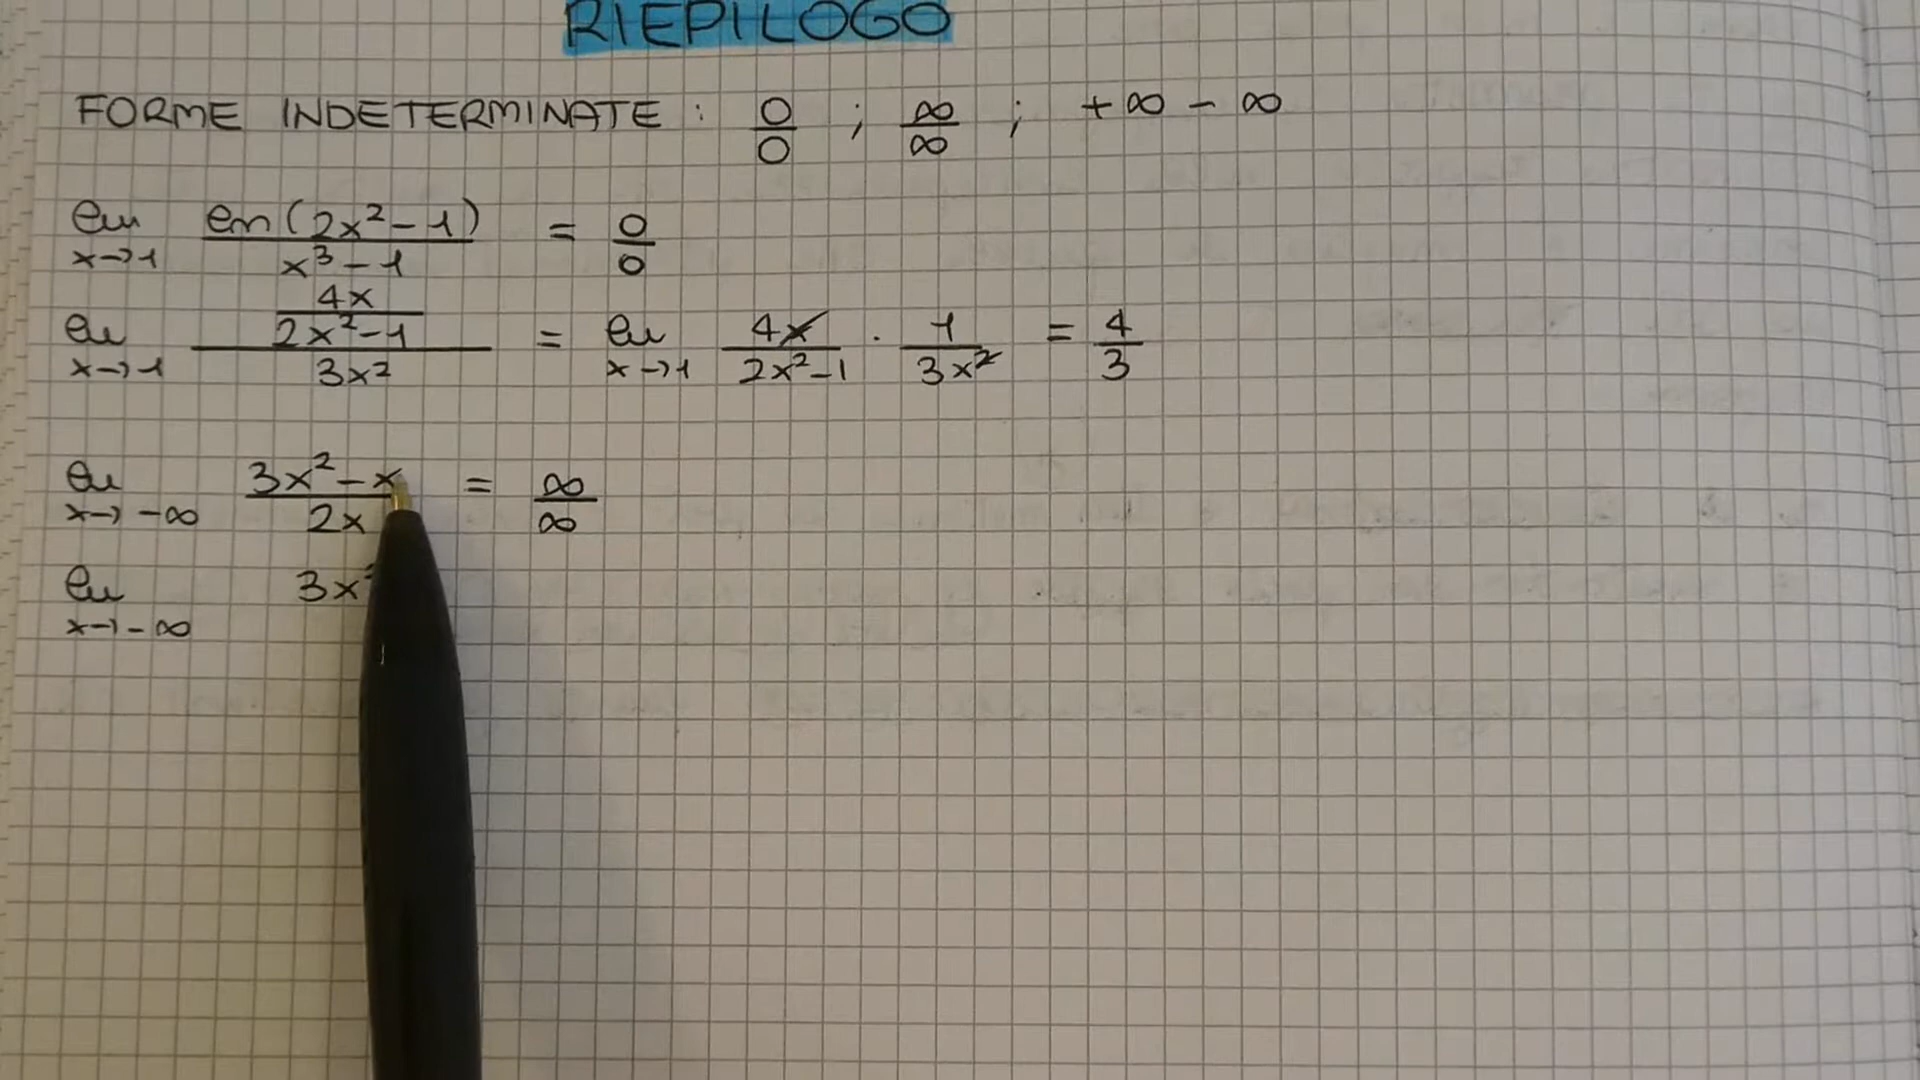 RIEPILOGO
FORME INDETERMINATE : 0/0 ; ∞/∞ ; +∞ - ∞
lim x→1 ln(2x²-1)/(x³-1) = 0/0
lim x→1 (4x/(2x²-1))/(3x²) = lim x→1 4x/(2x²-1) · 1/(3x²) = 4/3
lim x→-∞ (3x²-x)/(2x) = ∞/∞
lim x→-∞ 3x²